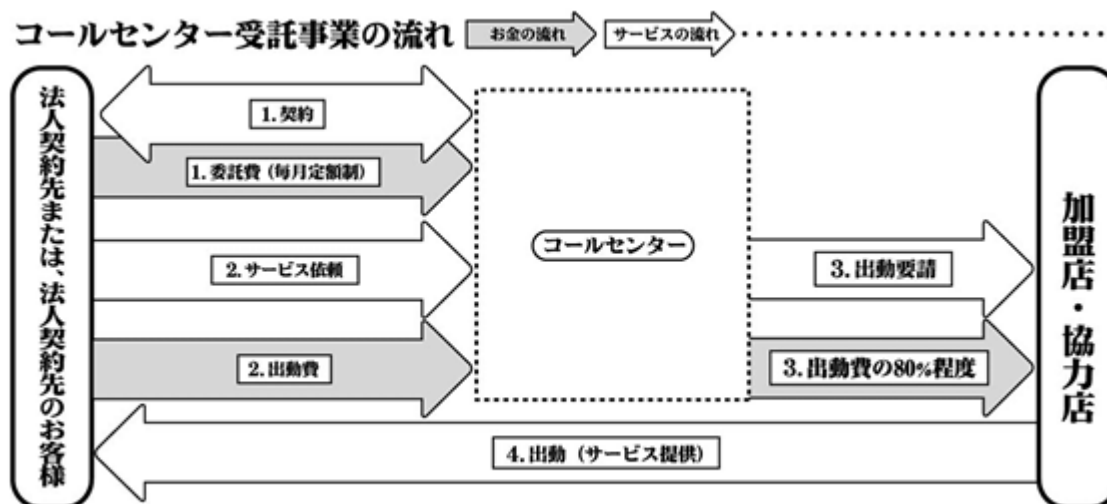 コールセンター受託事業の流れ
お金の流れ
サービスの流れ
法人契約先または、法人契約先のお客様
1.契約
1.委託費(毎月定額制)
2.サービス依頼
2.出動費
コールセンター
3.出動要請
3.出動費の80%程度
4.出動(サービス提供)
加盟店・協力店